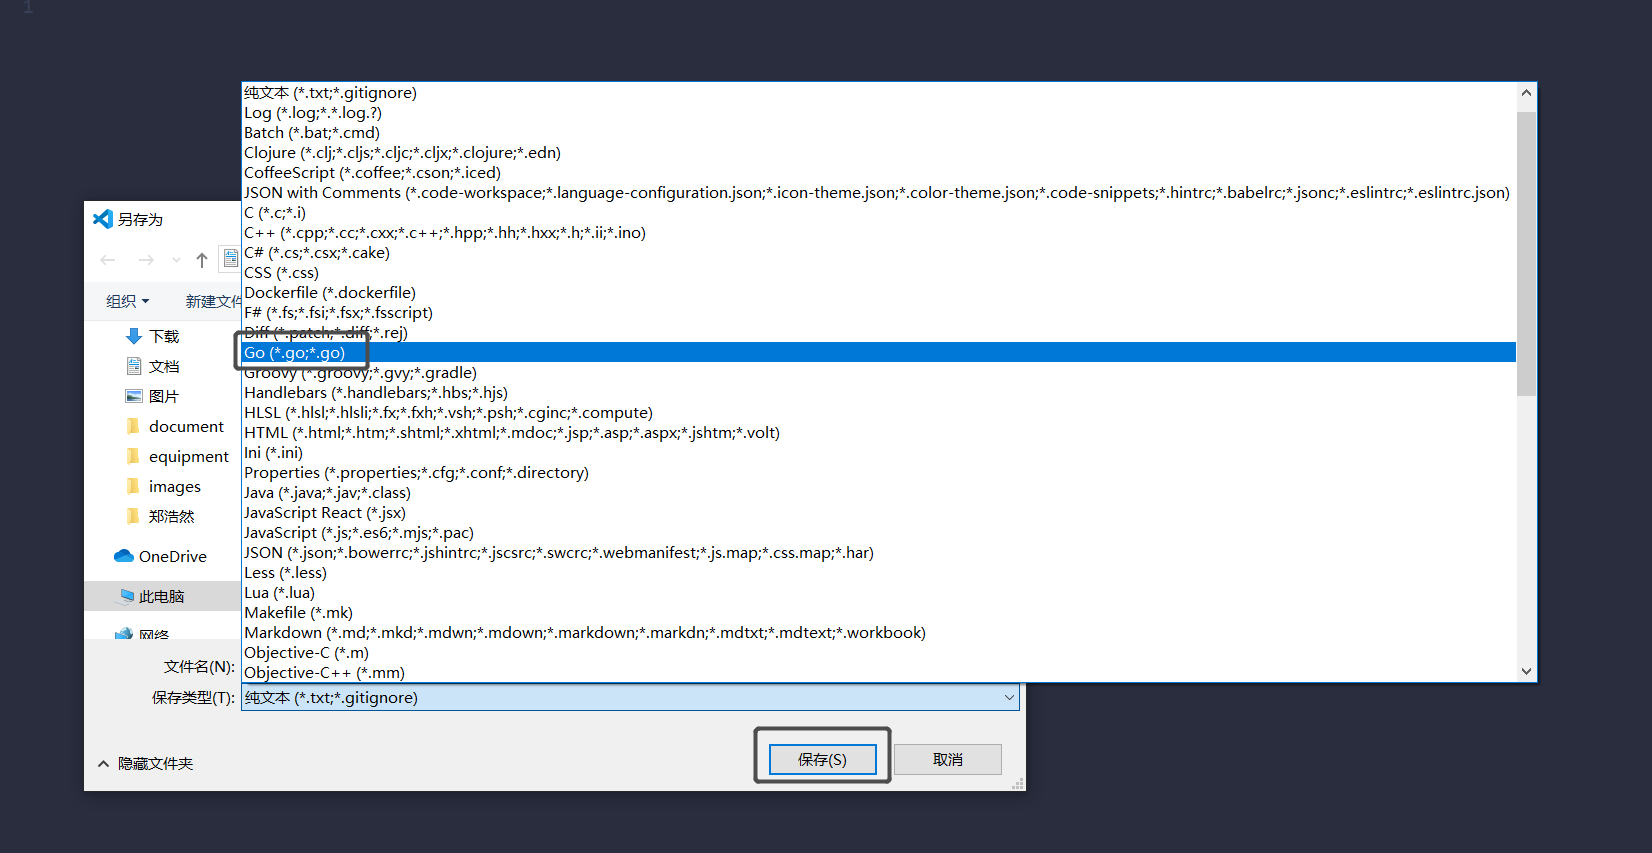 1
纯文本 (*.txt;*.gitignore)
Log (*.log;*.*.log.?)
Batch (*.bat;*.cmd)
Clojure (*.clj;*.cljs;*.cljc;*.cljx;*.clojure;*.edn)
CoffeeScript (*.coffee;*.cson;*.iced)
JSON with Comments (*.code-workspace;*.language-configuration.json;*.icon-theme.json;*.color-theme.json;*.code-snippets;*.hintrc;*.babelrc;*.jsonc;*.eslintrc;*.eslintrc.json)
C (*.c;*.i)
C++ (*.cpp;*.cc;*.cxx;*.c++;*.hpp;*.hh;*.hxx;*.h;*.ii;*.ino)
C# (*.cs;*.csx;*.cake)
CSS (*.css)
Dockerfile (*.dockerfile)
F# (*.fs;*.fsi;*.fsx;*.fsscript)
Diff (*.patch;*.diff;*.rej)
Go (*.go;*.go)
Groovy (*.groovy;*.gvy;*.gradle)
Handlebars (*.handlebars;*.hbs;*.hjs)
HLSL (*.hlsl;*.hlsli;*.fx;*.fxh;*.vsh;*.psh;*.cginc;*.compute)
HTML (*.html;*.htm;*.shtml;*.xhtml;*.mdoc;*.jsp;*.asp;*.aspx;*.jshtm;*.volt)
Ini (*.ini)
Properties (*.properties;*.cfg;*.conf;*.directory)
Java (*.java;*.jav;*.class)
JavaScript React (*.jsx)
JavaScript (*.js;*.es6;*.mjs;*.pac)
JSON (*.json;*.bowerrc;*.jshintrc;*.jscsrc;*.swcrc;*.webmanifest;*.js.map;*.css.map;*.har)
Less (*.less)
Lua (*.lua)
Makefile (*.mk)
Markdown (*.md;*.mkd;*.mdwn;*.mdown;*.markdown;*.markdn;*.mdtxt;*.mdtext;*.workbook)
Objective-C (*.m)
Objective-C++ (*.mm)
另存为
组织 新建文件
下载
文档
图片
document
equipment
images
郑浩然
OneDrive
此电脑
网络
文件名(N):
保存类型(T): 纯文本 (*.txt;*.gitignore)
隐藏文件夹 保存(S) 取消